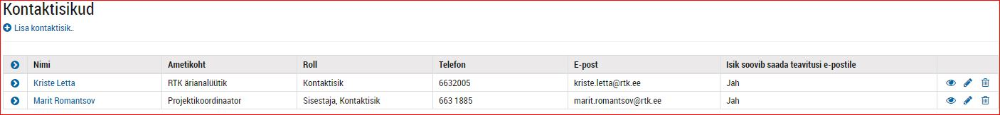 Kontaktisikud
Lisa kontaktisik..
Nimi Ametikoht Roll Telefon E-post Isik soovib saada teavitusi e-postile
Kriste Letta RTK ärianalüütik Kontaktisik 6632005 kriste.letta@rtk.ee Jah
Marit Romantsov Projektikoordinaator Sisestaja, Kontaktisik 663 1885 marit.romantsov@rtk.ee Jah